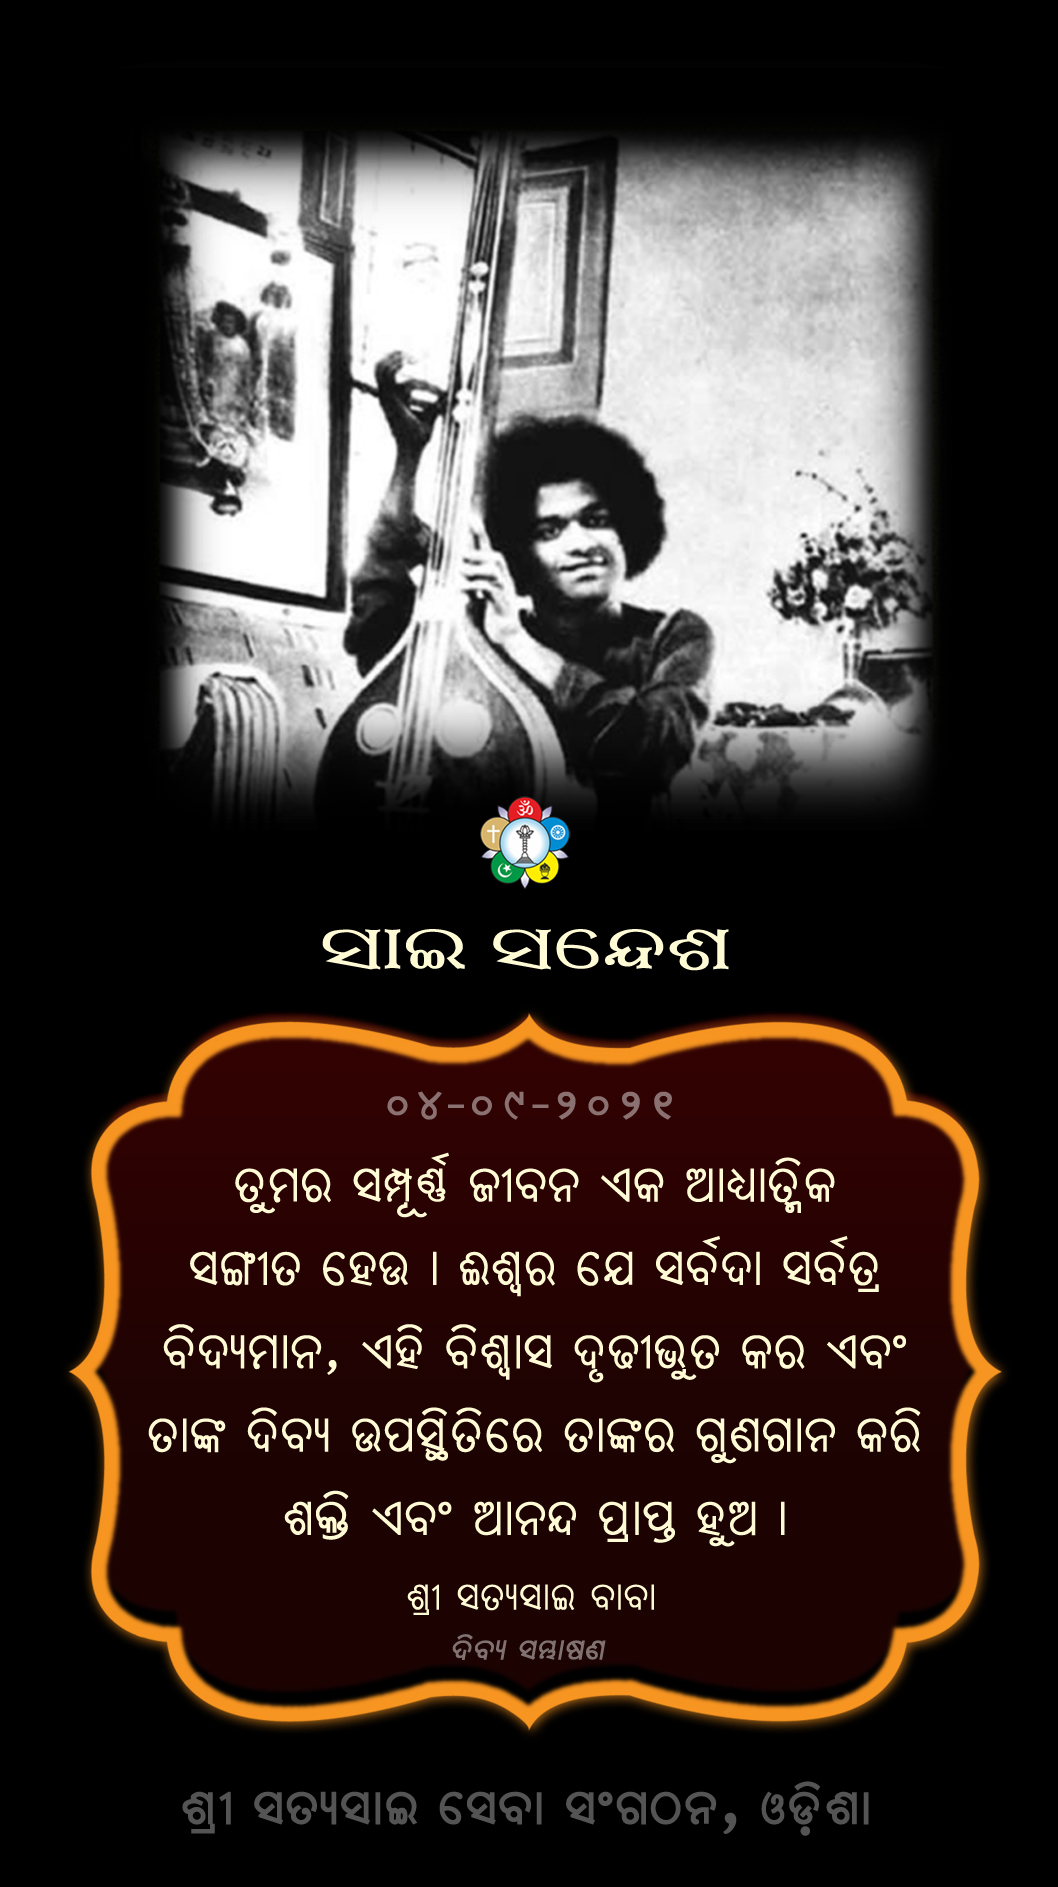 ସାଇ ସନ୍ଦେଶ
୦୪-୦୯-୨୦୨୧
ତୁମର ସମ୍ପୂର୍ଣ୍ଣ ଜୀବନ ଏକ ଆଧ୍ୟାତ୍ମିକ
ସଙ୍ଗୀତ ହେଉ । ଈଶ୍ୱର ଯେ ସର୍ବଦା ସର୍ବତ୍ର
ବିଦ୍ୟମାନ, ଏହି ବିଶ୍ୱାସ ଦୃଢୀଭୁତ କର ଏବଂ
ତାଙ୍କ ଦିବ୍ୟ ଉପସ୍ଥିତିରେ ତାଙ୍କର ଗୁଣଗାନ କରି
ଶକ୍ତି ଏବଂ ଆନନ୍ଦ ପ୍ରାପ୍ତ ହୁଅ ।
ଶ୍ରୀ ସତ୍ୟସାଇ ବାବା
ଦିବ୍ୟ ସମ୍ଭାଷଣ
ଶ୍ରୀ ସତ୍ୟସାଇ ସେବା ସଂଗଠନ, ଓଡ଼ିଶା